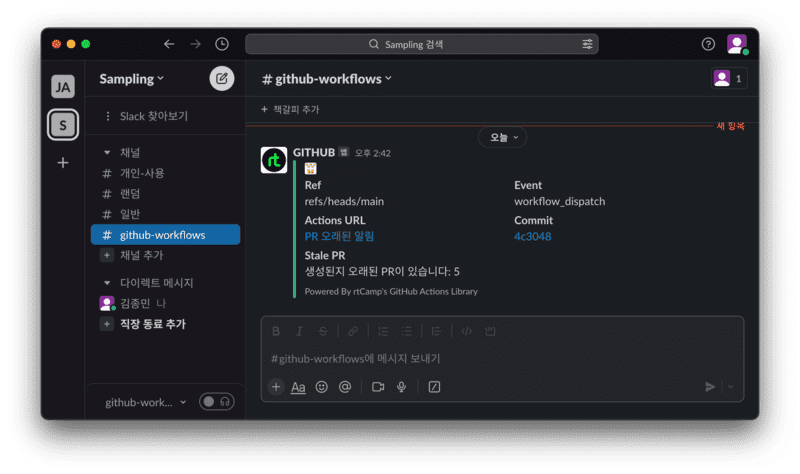 Sampling 검색
JA
S
Sampling
Slack 찾아보기
채널
# 개인-사용
# 랜덤
# 일반
# github-workflows
+ 채널 추가
다이렉트 메시지
김종민 나
+ 직장 동료 추가
github-work...
# github-workflows
1
+ 책갈피 추가
새 항목
오늘
rt
GITHUB 앱 오후 2:42
Ref
refs/heads/main
Event
workflow_dispatch
Actions URL
PR 오래된 알림
Commit
4c3048
Stale PR
생성된지 오래된 PR이 있습니다: 5
Powered By rtCamp's GitHub Actions Library
B I S
#github-workflows에 메시지 보내기
+ Aa @